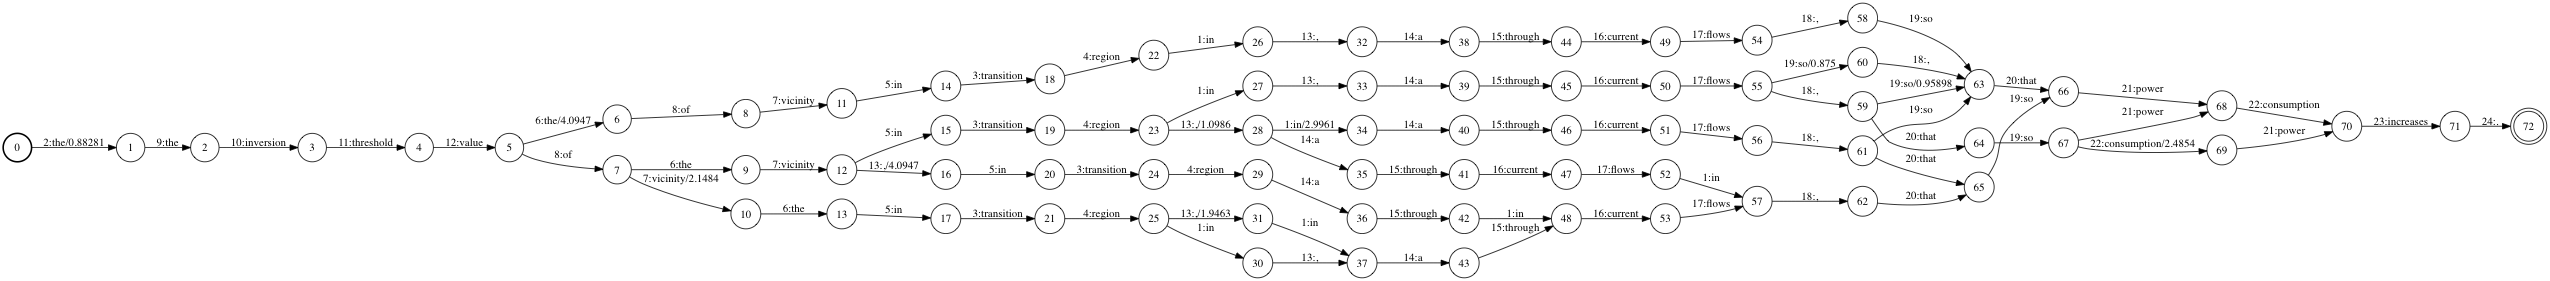 58
18:,
19:so
1:in
26
13:,
32
14:a
38
15:through
44
16:current
49
17:flows
54
4:region
22
60
19:so/0.875
18:,
3:transition
18
1:in
27
13:,
33
14:a
39
15:through
45
16:current
50
17:flows
55
19:so/0.95898
63
20:that
66
21:power
5:in
14
18:,
59
19:so
19:so
21:power
68
22:consumption
7:vicinity
11
6:the/4.0947
6
8:of
8
5:in
15
3:transition
19
4:region
23
13:,/1.0986
28
1:in/2.9961
34
14:a
40
15:through
46
16:current
51
17:flows
56
18:,
61
20:that
64
19:so
67
22:consumption/2.4854
69
21:power
70
23:increases
71
24:.
72
0
2:the/0.88281
1
9:the
2
10:inversion
3
11:threshold
4
12:value
5
8:of
7
6:the
9
7:vicinity
12
13:,/4.0947
16
5:in
20
3:transition
24
4:region
29
14:a
35
15:through
41
16:current
47
17:flows
52
1:in
20:that
65
7:vicinity/2.1484
10
6:the
13
5:in
17
3:transition
21
4:region
25
13:,/1.9463
31
14:a
36
15:through
42
1:in
48
16:current
53
17:flows
57
18:,
62
20:that
1:in
30
13:,
1:in
37
14:a
43
15:through